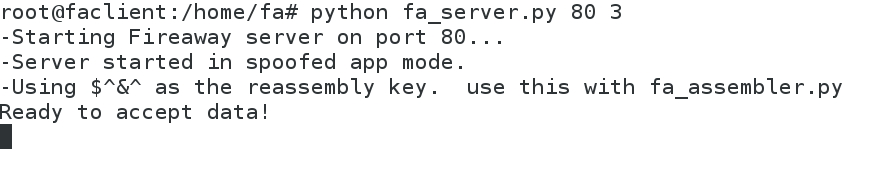 root@faclient:/home/fa# python fa_server.py 80 3
-Starting Fireaway server on port 80...
-Server started in spoofed app mode.
-Using $^&^ as the reassembly key.  use this with fa_assembler.py
Ready to accept data!